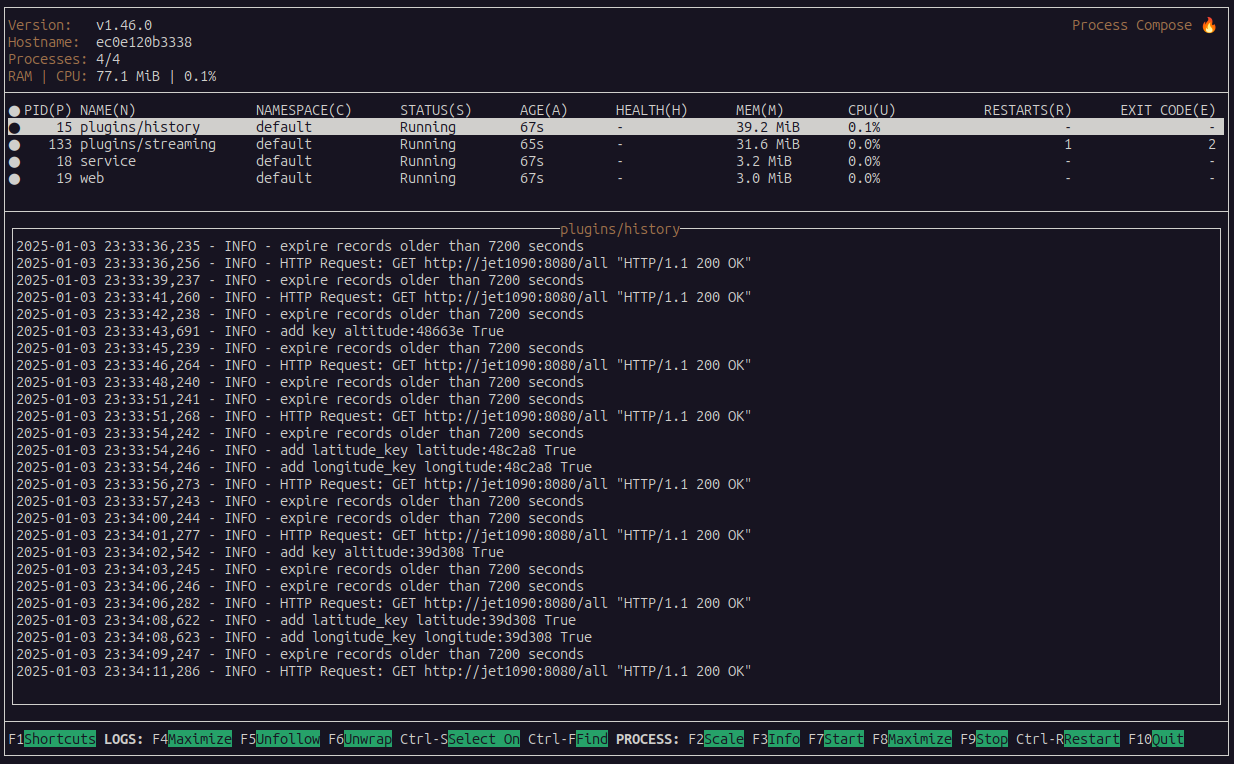 Version: v1.46.0 Process Compose 🔥
Hostname: ec0e120b3338
Processes: 4/4
RAM | CPU: 77.1 MiB | 0.1%
●PID(P) NAME(N) NAMESPACE(C) STATUS(S) AGE(A) HEALTH(H) MEM(M) CPU(U) RESTARTS(R) EXIT CODE(E)
● 15 plugins/history default Running 67s - 39.2 MiB 0.1% - -
● 133 plugins/streaming default Running 65s - 31.6 MiB 0.0% 1 2
● 18 service default Running 67s - 3.2 MiB 0.0% - -
● 19 web default Running 67s - 3.0 MiB 0.0% - -
plugins/history
2025-01-03 23:33:36,235 - INFO - expire records older than 7200 seconds
2025-01-03 23:33:36,256 - INFO - HTTP Request: GET http://jet1090:8080/all "HTTP/1.1 200 OK"
2025-01-03 23:33:39,237 - INFO - expire records older than 7200 seconds
2025-01-03 23:33:41,260 - INFO - HTTP Request: GET http://jet1090:8080/all "HTTP/1.1 200 OK"
2025-01-03 23:33:42,238 - INFO - expire records older than 7200 seconds
2025-01-03 23:33:43,691 - INFO - add key altitude:48663e True
2025-01-03 23:33:45,239 - INFO - expire records older than 7200 seconds
2025-01-03 23:33:46,264 - INFO - HTTP Request: GET http://jet1090:8080/all "HTTP/1.1 200 OK"
2025-01-03 23:33:48,240 - INFO - expire records older than 7200 seconds
2025-01-03 23:33:51,241 - INFO - expire records older than 7200 seconds
2025-01-03 23:33:51,268 - INFO - HTTP Request: GET http://jet1090:8080/all "HTTP/1.1 200 OK"
2025-01-03 23:33:54,242 - INFO - expire records older than 7200 seconds
2025-01-03 23:33:54,246 - INFO - add latitude_key latitude:48c2a8 True
2025-01-03 23:33:54,246 - INFO - add longitude_key longitude:48c2a8 True
2025-01-03 23:33:56,273 - INFO - HTTP Request: GET http://jet1090:8080/all "HTTP/1.1 200 OK"
2025-01-03 23:33:57,243 - INFO - expire records older than 7200 seconds
2025-01-03 23:34:00,244 - INFO - expire records older than 7200 seconds
2025-01-03 23:34:01,277 - INFO - HTTP Request: GET http://jet1090:8080/all "HTTP/1.1 200 OK"
2025-01-03 23:34:02,542 - INFO - add key altitude:39d308 True
2025-01-03 23:34:03,245 - INFO - expire records older than 7200 seconds
2025-01-03 23:34:06,246 - INFO - expire records older than 7200 seconds
2025-01-03 23:34:06,282 - INFO - HTTP Request: GET http://jet1090:8080/all "HTTP/1.1 200 OK"
2025-01-03 23:34:08,622 - INFO - add latitude_key latitude:39d308 True
2025-01-03 23:34:08,623 - INFO - add longitude_key longitude:39d308 True
2025-01-03 23:34:09,247 - INFO - expire records older than 7200 seconds
2025-01-03 23:34:11,286 - INFO - HTTP Request: GET http://jet1090:8080/all "HTTP/1.1 200 OK"
F1Shortcuts LOGS: F4Maximize F5Unfollow F6Unwrap Ctrl-SSelect On Ctrl-FFind PROCESS: F2Scale F3Info F7Start F8Maximize F9Stop Ctrl-RRestart F10Quit